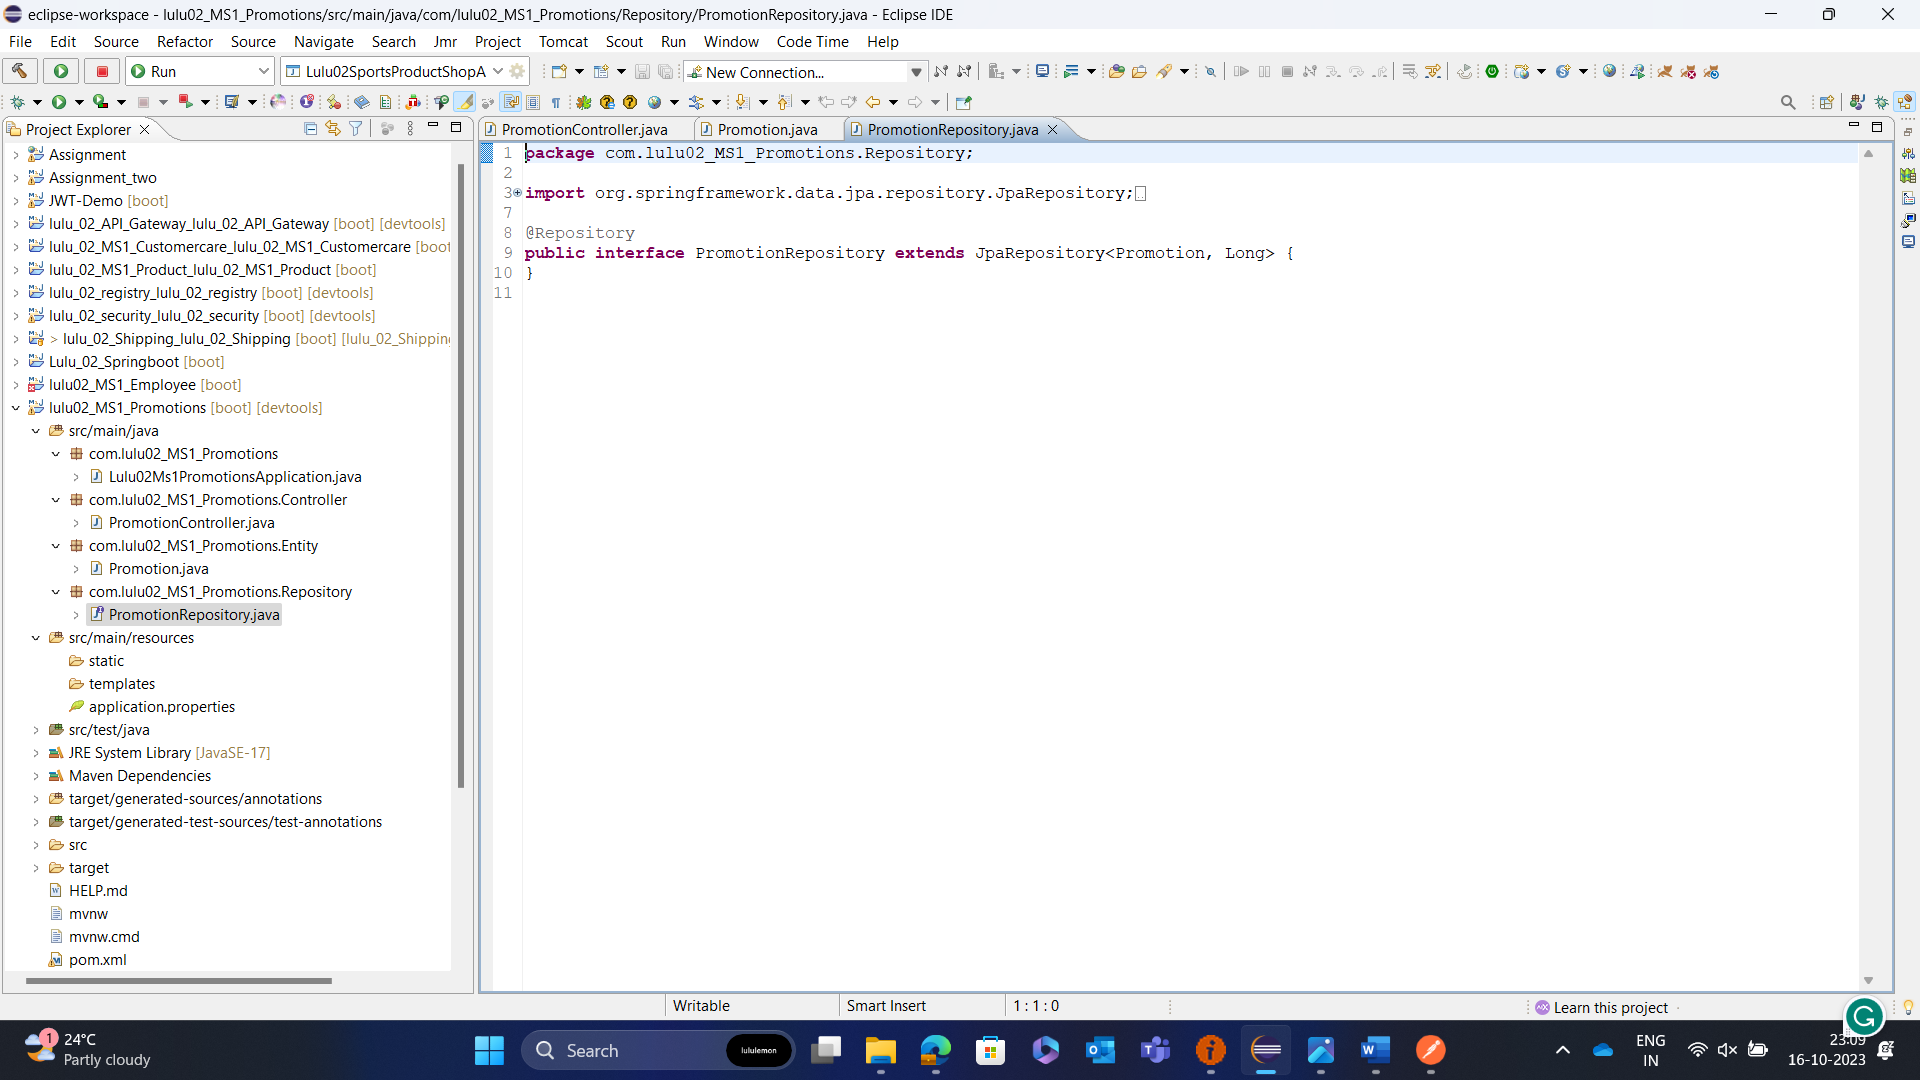 eclipse-workspace - lulu02_MS1_Promotions/src/main/java/com/lulu02_MS1_Promotions/Repository/PromotionRepository.java - Eclipse IDE
File Edit Source Refactor Source Navigate Search Jmr Project Tomcat Scout Run Window Code Time Help
Run Lulu02SportsProductShopA New Connection...
Project Explorer
PromotionController.java Promotion.java PromotionRepository.java
Assignment
Assignment_two
JWT-Demo [boot]
lulu_02_API_Gateway_lulu_02_API_Gateway [boot] [devtools]
lulu_02_MS1_Customercare_lulu_02_MS1_Customercare [boot
lulu_02_MS1_Product_lulu_02_MS1_Product [boot]
lulu_02_registry_lulu_02_registry [boot] [devtools]
lulu_02_security_lulu_02_security [boot] [devtools]
> lulu_02_Shipping_lulu_02_Shipping [boot] [lulu_02_Shipping
Lulu_02_Springboot [boot]
lulu02_MS1_Employee [boot]
lulu02_MS1_Promotions [boot] [devtools]
src/main/java
com.lulu02_MS1_Promotions
Lulu02Ms1PromotionsApplication.java
com.lulu02_MS1_Promotions.Controller
PromotionController.java
com.lulu02_MS1_Promotions.Entity
Promotion.java
com.lulu02_MS1_Promotions.Repository
PromotionRepository.java
src/main/resources
static
templates
application.properties
src/test/java
JRE System Library [JavaSE-17]
Maven Dependencies
target/generated-sources/annotations
target/generated-test-sources/test-annotations
src
target
HELP.md
mvnw
mvnw.cmd
pom.xml
1 package com.lulu02_MS1_Promotions.Repository;
2
3 import org.springframework.data.jpa.repository.JpaRepository;
7
8 @Repository
9 public interface PromotionRepository extends JpaRepository<Promotion, Long> {
10 }
11
Writable Smart Insert 1 : 1 : 0 Learn this project
1 24°C
Partly cloudy
Search lululemon
ENG
IN
23:09
16-10-2023